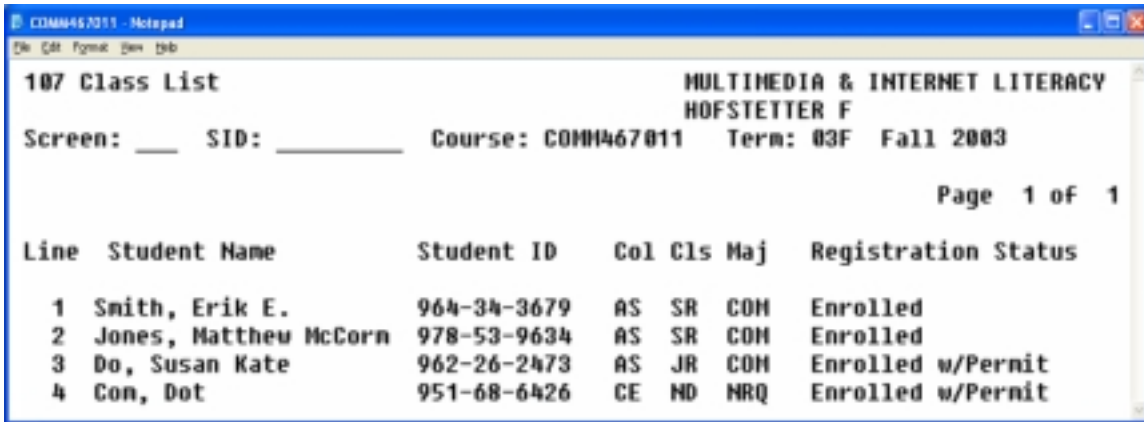 COMM467011 - Notepad
File Edit Format View Help
107 Class List MULTIMEDIA & INTERNET LITERACY
HOFSTETTER F
Screen: ___ SID: _________ Course: COMM467011 Term: 03F Fall 2003
Page 1 of 1
Line Student Name Student ID Col Cls Maj Registration Status
1 Smith, Erik E. 964-34-3679 AS SR COM Enrolled
2 Jones, Matthew McCorm 978-53-9634 AS SR COM Enrolled
3 Do, Susan Kate 962-26-2473 AS JR COM Enrolled w/Permit
4 Com, Dot 951-68-6426 CE ND NRQ Enrolled w/Permit